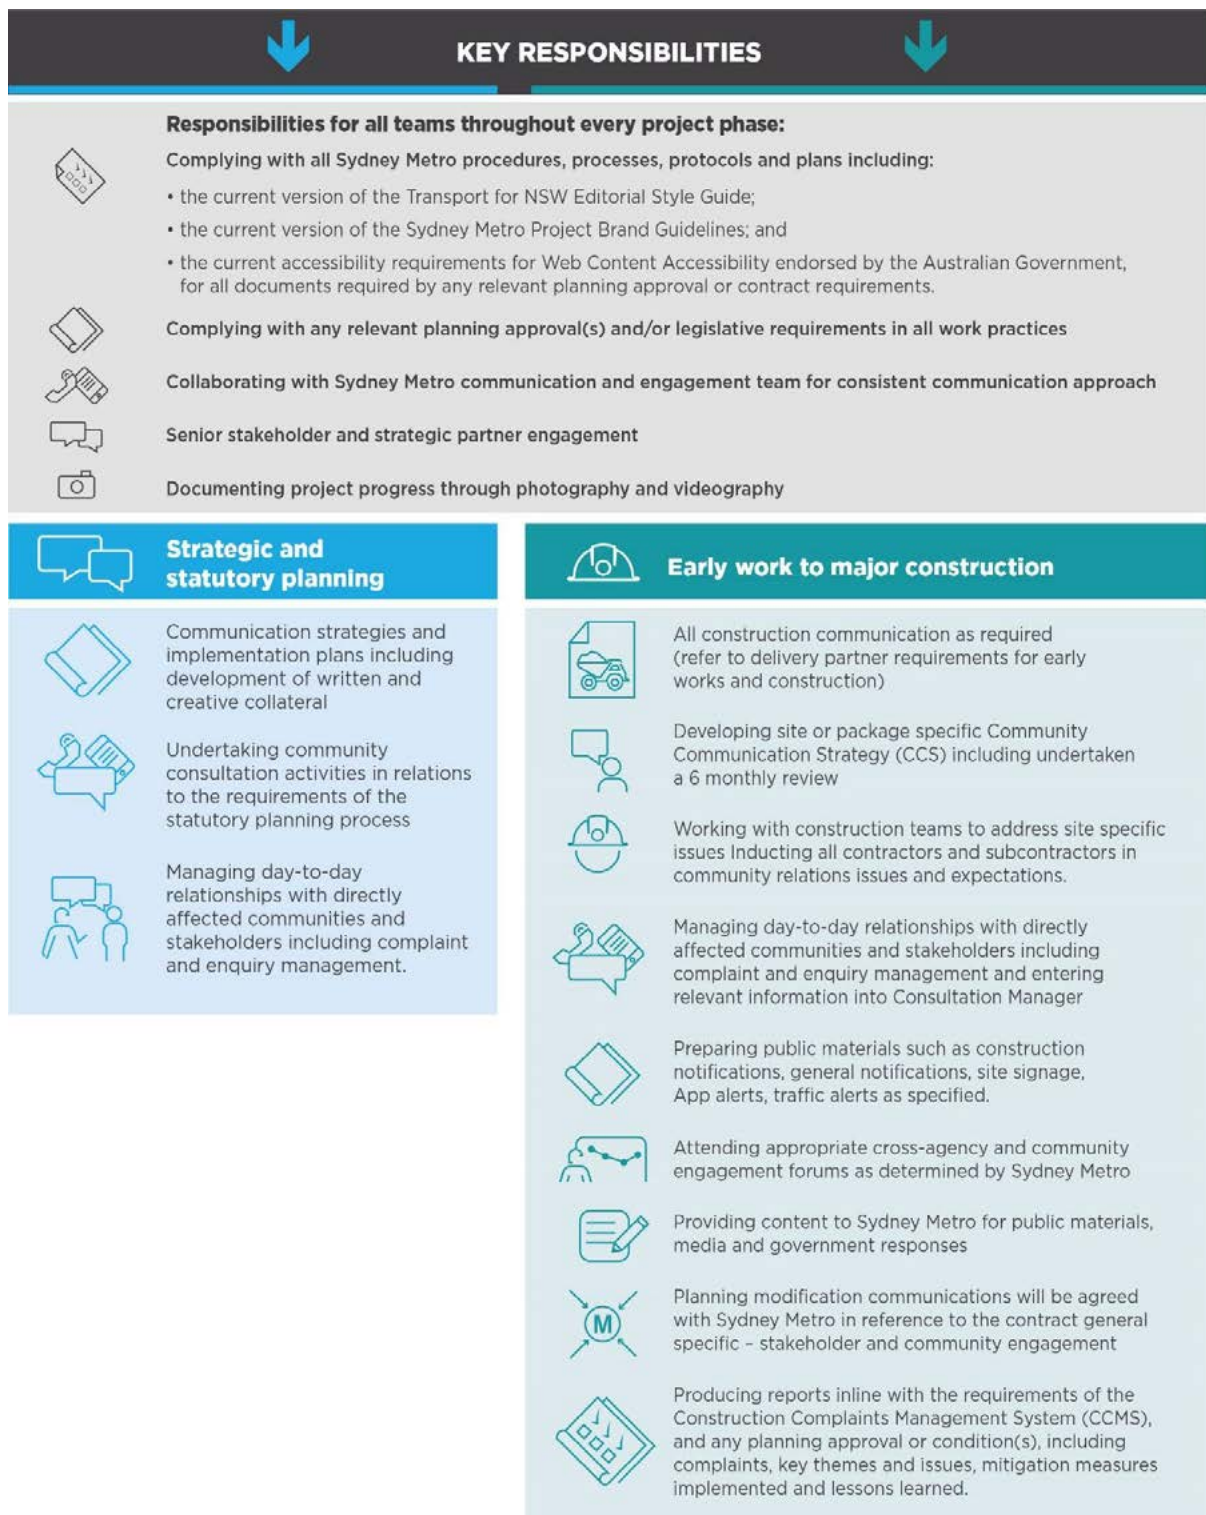 KEY RESPONSIBILITIES
Responsibilities for all teams throughout every project phase:
Complying with all Sydney Metro procedures, processes, protocols and plans including:
• the current version of the Transport for NSW Editorial Style Guide;
• the current version of the Sydney Metro Project Brand Guidelines; and
• the current accessibility requirements for Web Content Accessibility endorsed by the Australian Government,
for all documents required by any relevant planning approval or contract requirements.
Complying with any relevant planning approval(s) and/or legislative requirements in all work practices
Collaborating with Sydney Metro communication and engagement team for consistent communication approach
Senior stakeholder and strategic partner engagement
Documenting project progress through photography and videography
Strategic and
statutory planning
Communication strategies and
implementation plans including
development of written and
creative collateral
Undertaking community
consultation activities in relations
to the requirements of the
statutory planning process
Managing day-to-day
relationships with directly
affected communities and
stakeholders including complaint
and enquiry management.
Early work to major construction
All construction communication as required
(refer to delivery partner requirements for early
works and construction)
Developing site or package specific Community
Communication Strategy (CCS) including undertaken
a 6 monthly review
Working with construction teams to address site specific
issues Inducting all contractors and subcontractors in
community relations issues and expectations.
Managing day-to-day relationships with directly
affected communities and stakeholders including
complaint and enquiry management and entering
relevant information into Consultation Manager
Preparing public materials such as construction
notifications, general notifications, site signage,
App alerts, traffic alerts as specified.
Attending appropriate cross-agency and community
engagement forums as determined by Sydney Metro
Providing content to Sydney Metro for public materials,
media and government responses
M
Planning modification communications will be agreed
with Sydney Metro in reference to the contract general
specific – stakeholder and community engagement
Producing reports inline with the requirements of the
Construction Complaints Management System (CCMS),
and any planning approval or condition(s), including
complaints, key themes and issues, mitigation measures
implemented and lessons learned.